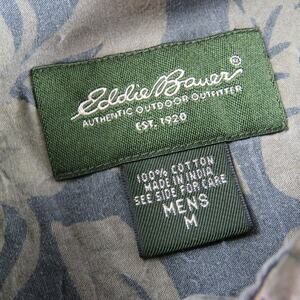 Eddie Bauer
AUTHENTIC OUTDOOR OUTFITTER
EST. 1920
100% COTTON
MADE IN INDIA
SEE SIDE FOR CARE
MENS
M